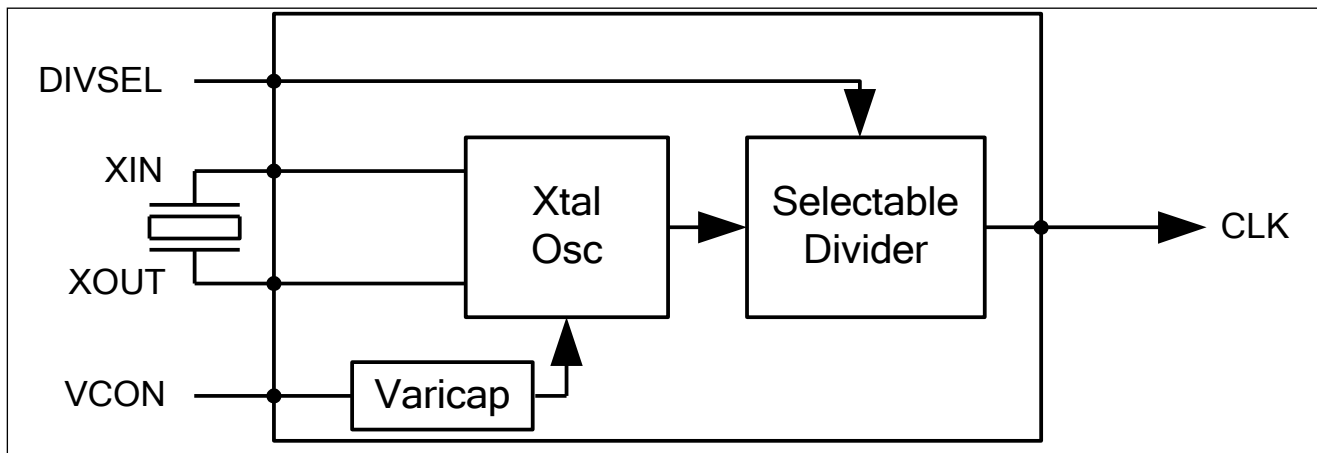 DIVSEL
XIN
XOUT
VCON
Xtal
Osc
Varicap
Selectable
Divider
CLK